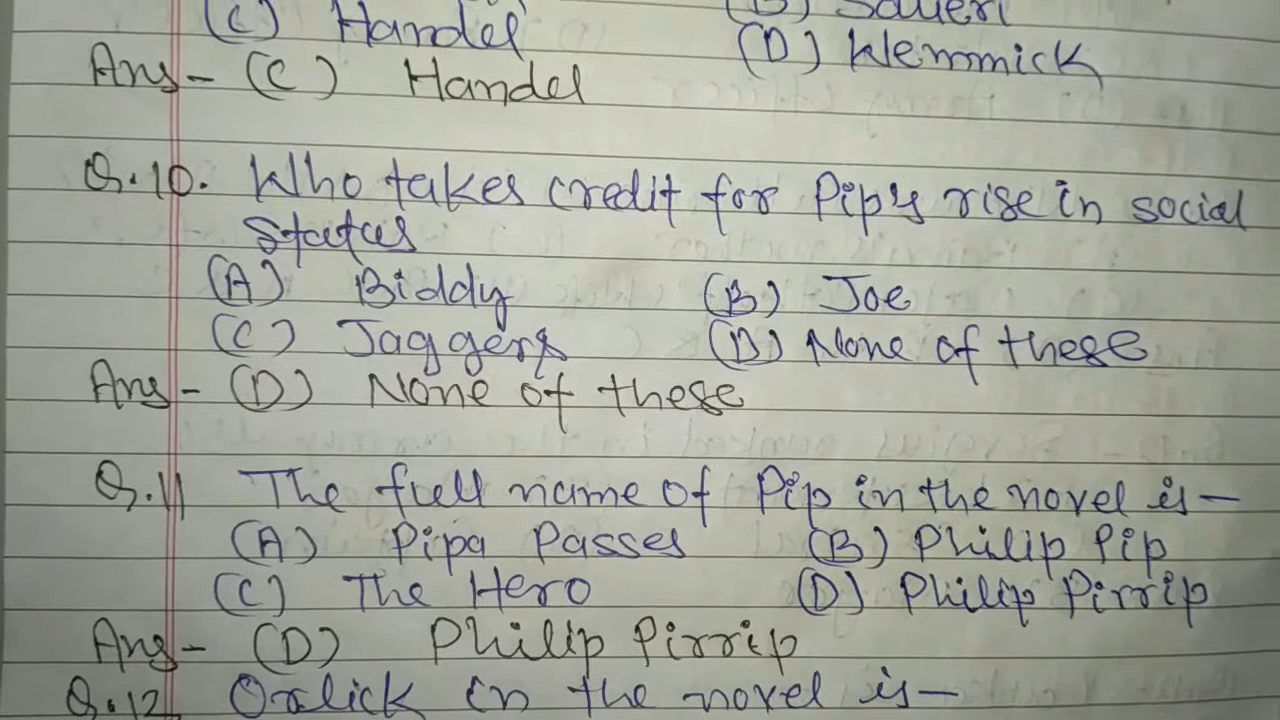 (C) Handel (B) Salieri
(D) Wemmick
Ans- (C) Handel
Q.10. Who takes credit for Pip's rise in social
status
(A) Biddy (B) Joe
(C) Jaggers (D) None of these
Ans- (D) None of these
Q.11 The full name of Pip in the novel is-
(A) Pipa Passes (B) Philip Pip
(C) The Hero (D) Philip Pirrip
Ans- (D) Philip Pirrip
Q.12. Orlick in the novel is-